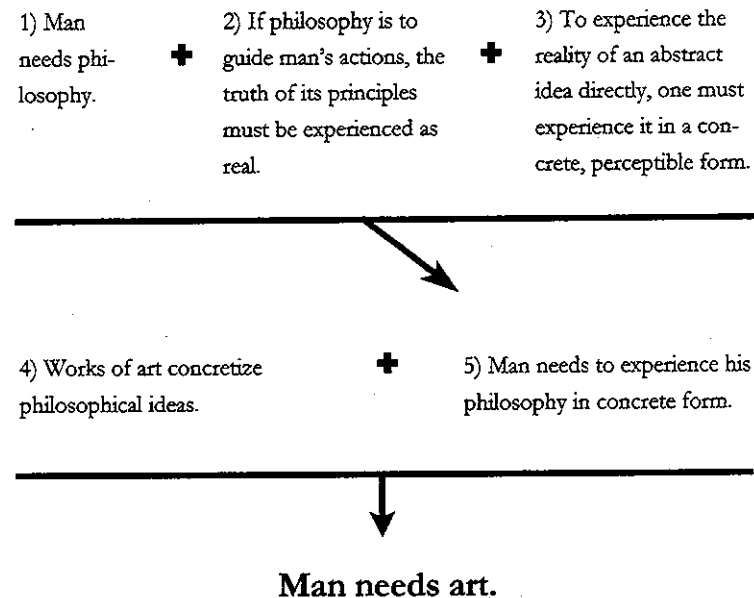 1) Man
needs phi-
losophy.
2) If philosophy is to
guide man's actions, the
truth of its principles
must be experienced as
real.
3) To experience the
reality of an abstract
idea directly, one must
experience it in a con-
crete, perceptible form.
4) Works of art concretize
philosophical ideas.
5) Man needs to experience his
philosophy in concrete form.
Man needs art.